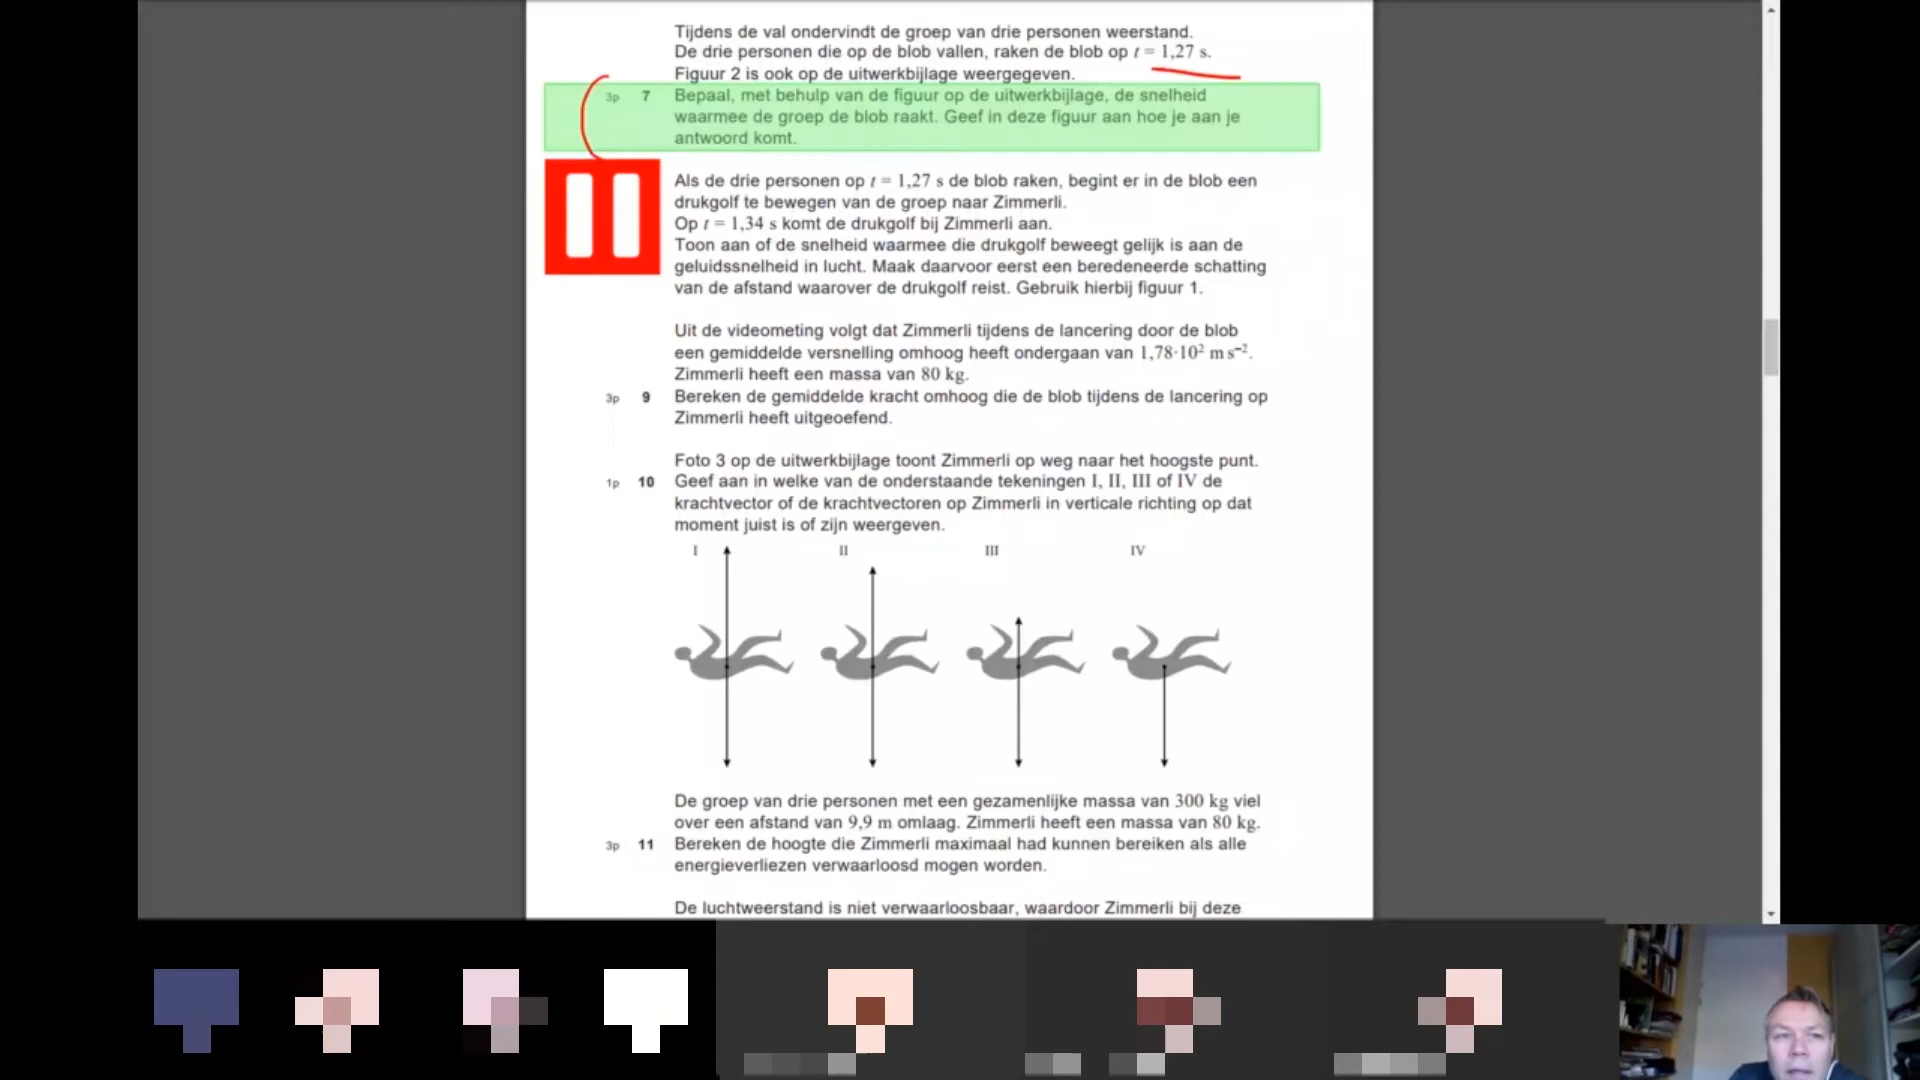 Tijdens de val ondervindt de groep van drie personen weerstand.
De drie personen die op de blob vallen, raken de blob op t = 1,27 s.
Figuur 2 is ook op de uitwerkbijlage weergegeven.
3p 7 Bepaal, met behulp van de figuur op de uitwerkbijlage, de snelheid
waarmee de groep de blob raakt. Geef in deze figuur aan hoe je aan je
antwoord komt.
Als de drie personen op t = 1,27 s de blob raken, begint er in de blob een
drukgolf te bewegen van de groep naar Zimmerli.
Op t = 1,34 s komt de drukgolf bij Zimmerli aan.
Toon aan of de snelheid waarmee die drukgolf beweegt gelijk is aan de
geluidssnelheid in lucht. Maak daarvoor eerst een beredeneerde schatting
van de afstand waarover de drukgolf reist. Gebruik hierbij figuur 1.
Uit de videometing volgt dat Zimmerli tijdens de lancering door de blob
een gemiddelde versnelling omhoog heeft ondergaan van 1,78·10² m s⁻².
Zimmerli heeft een massa van 80 kg.
3p 9 Bereken de gemiddelde kracht omhoog die de blob tijdens de lancering op
Zimmerli heeft uitgeoefend.
Foto 3 op de uitwerkbijlage toont Zimmerli op weg naar het hoogste punt.
1p 10 Geef aan in welke van de onderstaande tekeningen I, II, III of IV de
krachtvector of de krachtvectoren op Zimmerli in verticale richting op dat
moment juist is of zijn weergeven.
I II III IV
De groep van drie personen met een gezamenlijke massa van 300 kg viel
over een afstand van 9,9 m omlaag. Zimmerli heeft een massa van 80 kg.
3p 11 Bereken de hoogte die Zimmerli maximaal had kunnen bereiken als alle
energieverliezen verwaarloosd mogen worden.
De luchtweerstand is niet verwaarloosbaar, waardoor Zimmerli bij deze